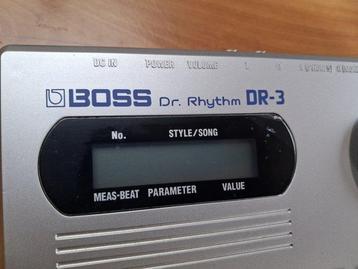 DC IN POWER VOLUME
BOSS Dr. Rhythm DR-3
No. STYLE/SONG
MEAS-BEAT PARAMETER VALUE